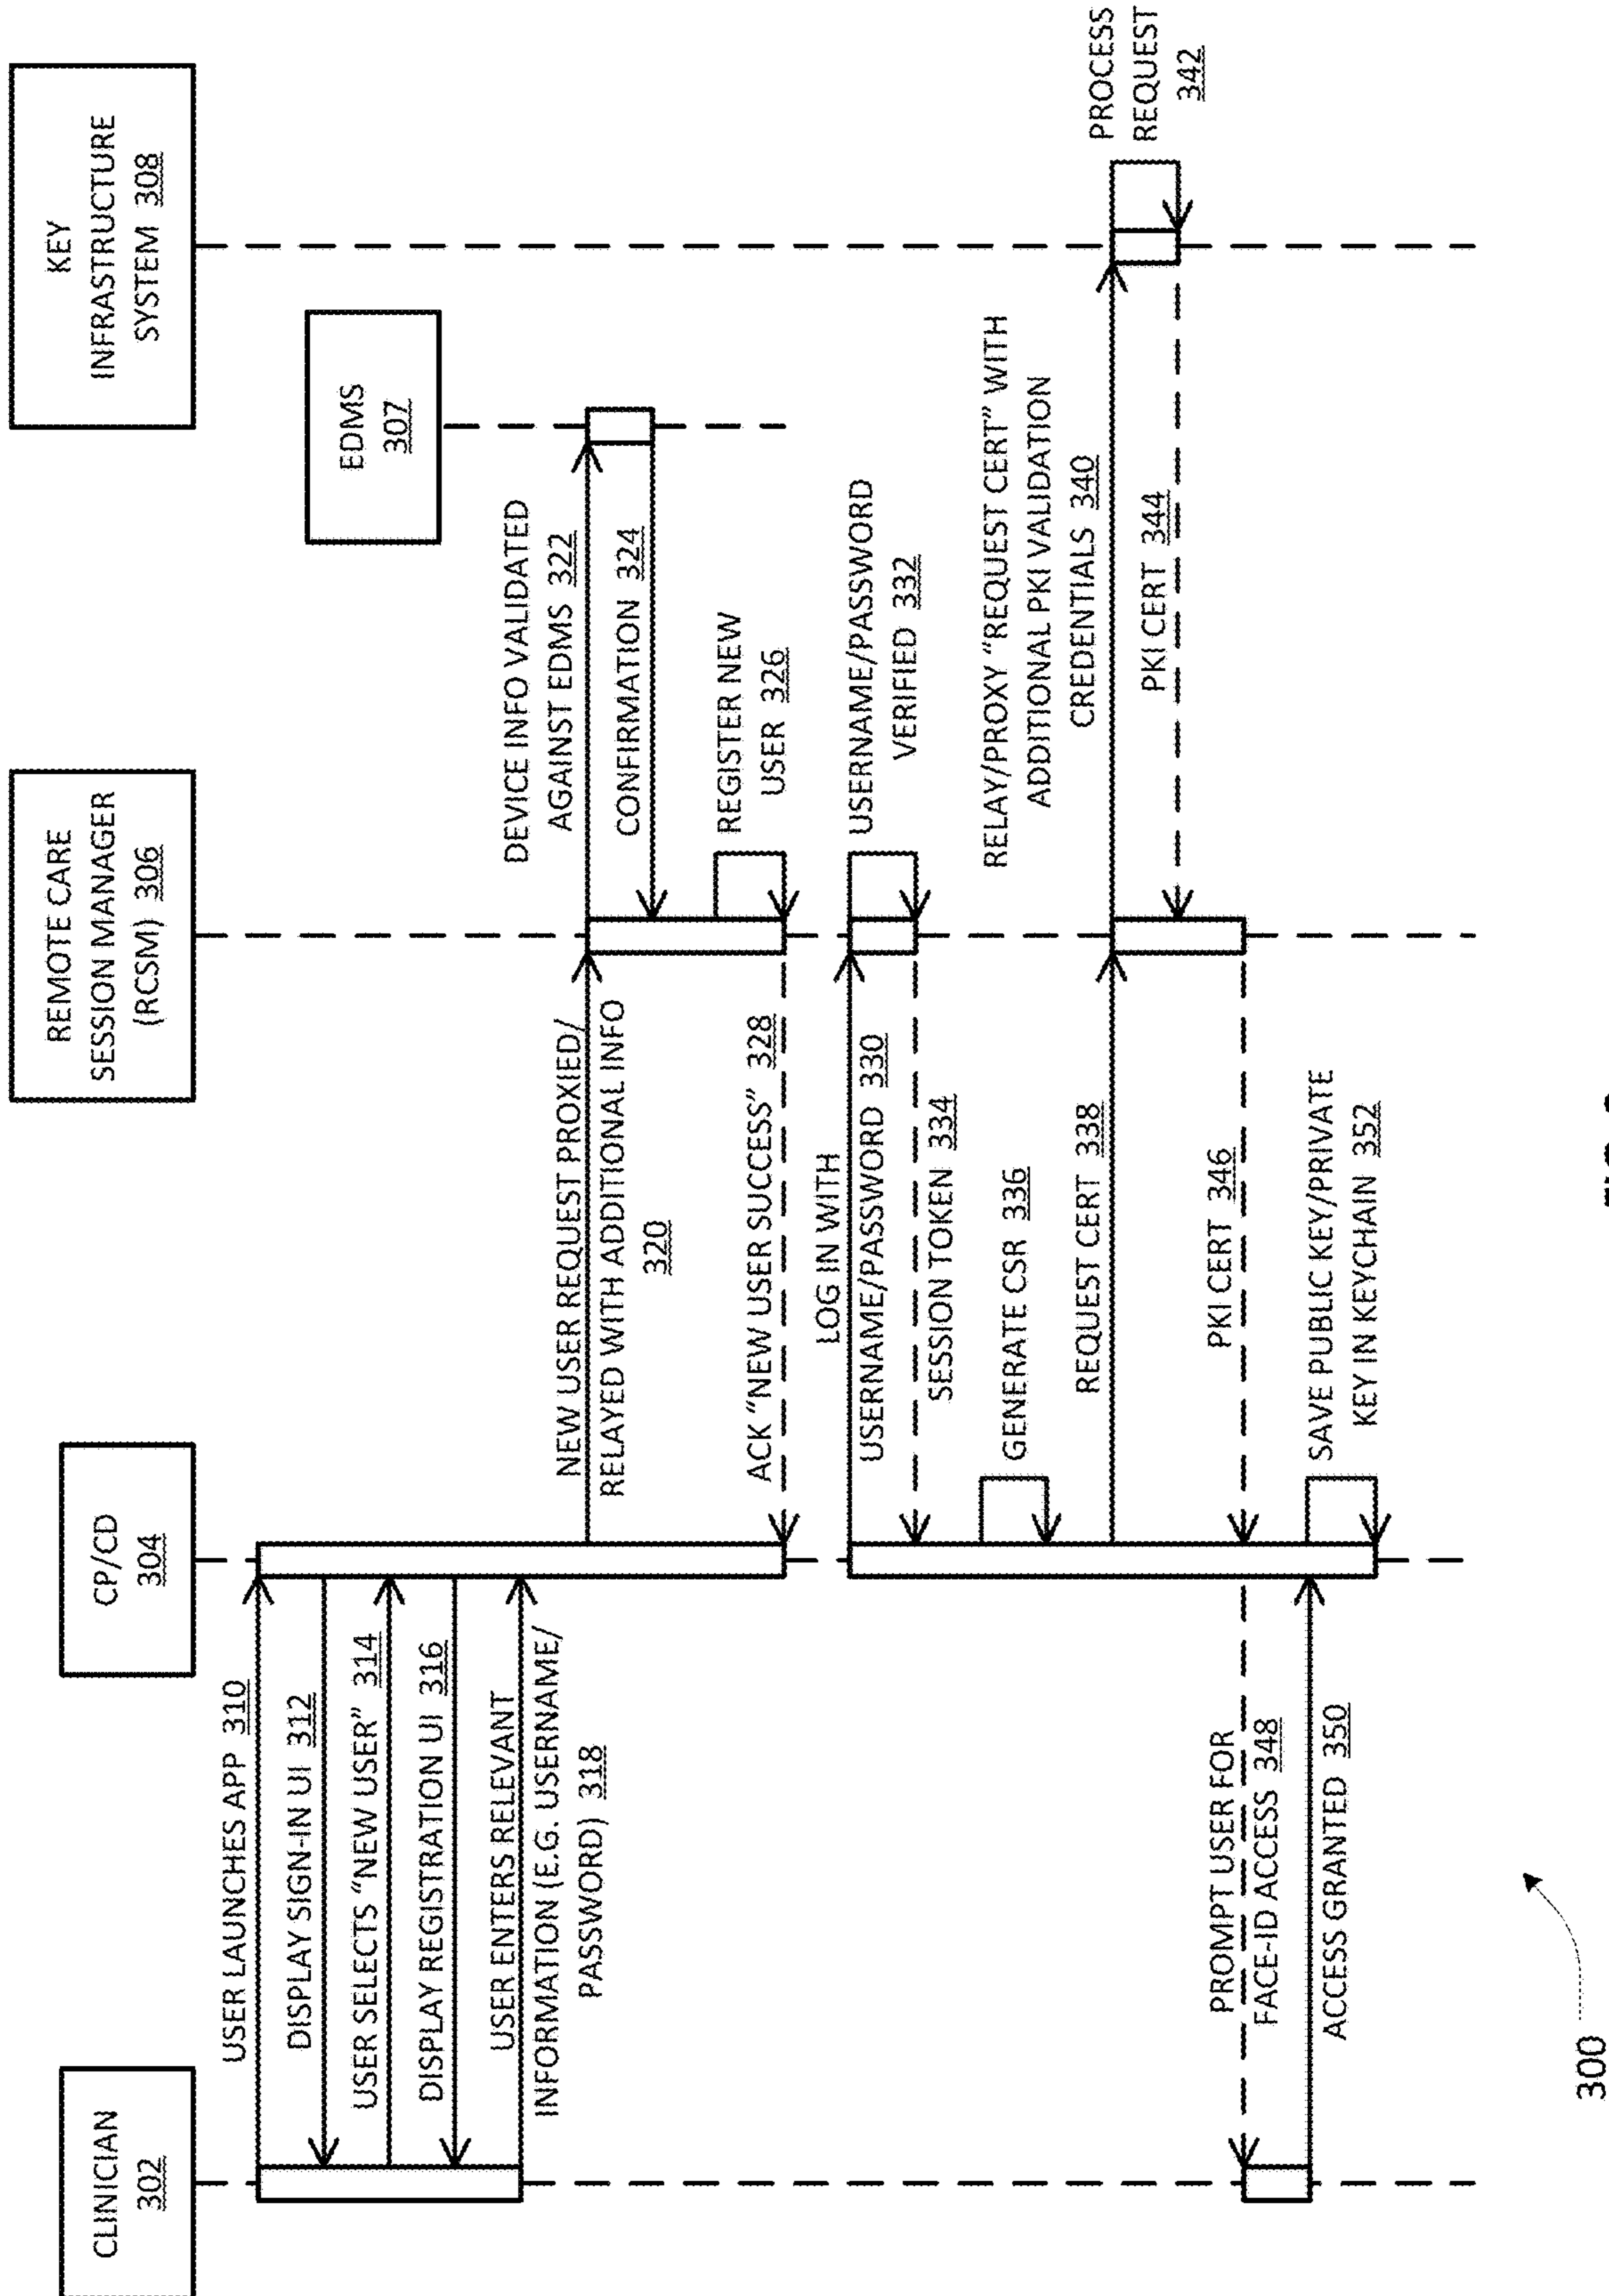 CLINICIAN
302
CP/CD
304
REMOTE CARE
SESSION MANAGER
(RCSM) 306
EDMS
307
KEY
INFRASTRUCTURE
SYSTEM 308
USER LAUNCHES APP 310
DISPLAY SIGN-IN UI 312
USER SELECTS “NEW USER” 314
DISPLAY REGISTRATION UI 316
USER ENTERS RELEVANT
INFORMATION (E.G. USERNAME/
PASSWORD) 318
NEW USER REQUEST PROXIED/
RELAYED WITH ADDITIONAL INFO
320
DEVICE INFO VALIDATED
AGAINST EDMS 322
CONFIRMATION 324
REGISTER NEW
USER 326
ACK “NEW USER SUCCESS” 328
LOG IN WITH
USERNAME/PASSWORD 330
USERNAME/PASSWORD
VERIFIED 332
SESSION TOKEN 334
GENERATE CSR 336
REQUEST CERT 338
RELAY/PROXY “REQUEST CERT” WITH
ADDITIONAL PKI VALIDATION
CREDENTIALS 340
PROCESS
REQUEST
342
PKI CERT 344
PKI CERT 346
PROMPT USER FOR
FACE-ID ACCESS 348
ACCESS GRANTED 350
SAVE PUBLIC KEY/PRIVATE
KEY IN KEYCHAIN 352
300